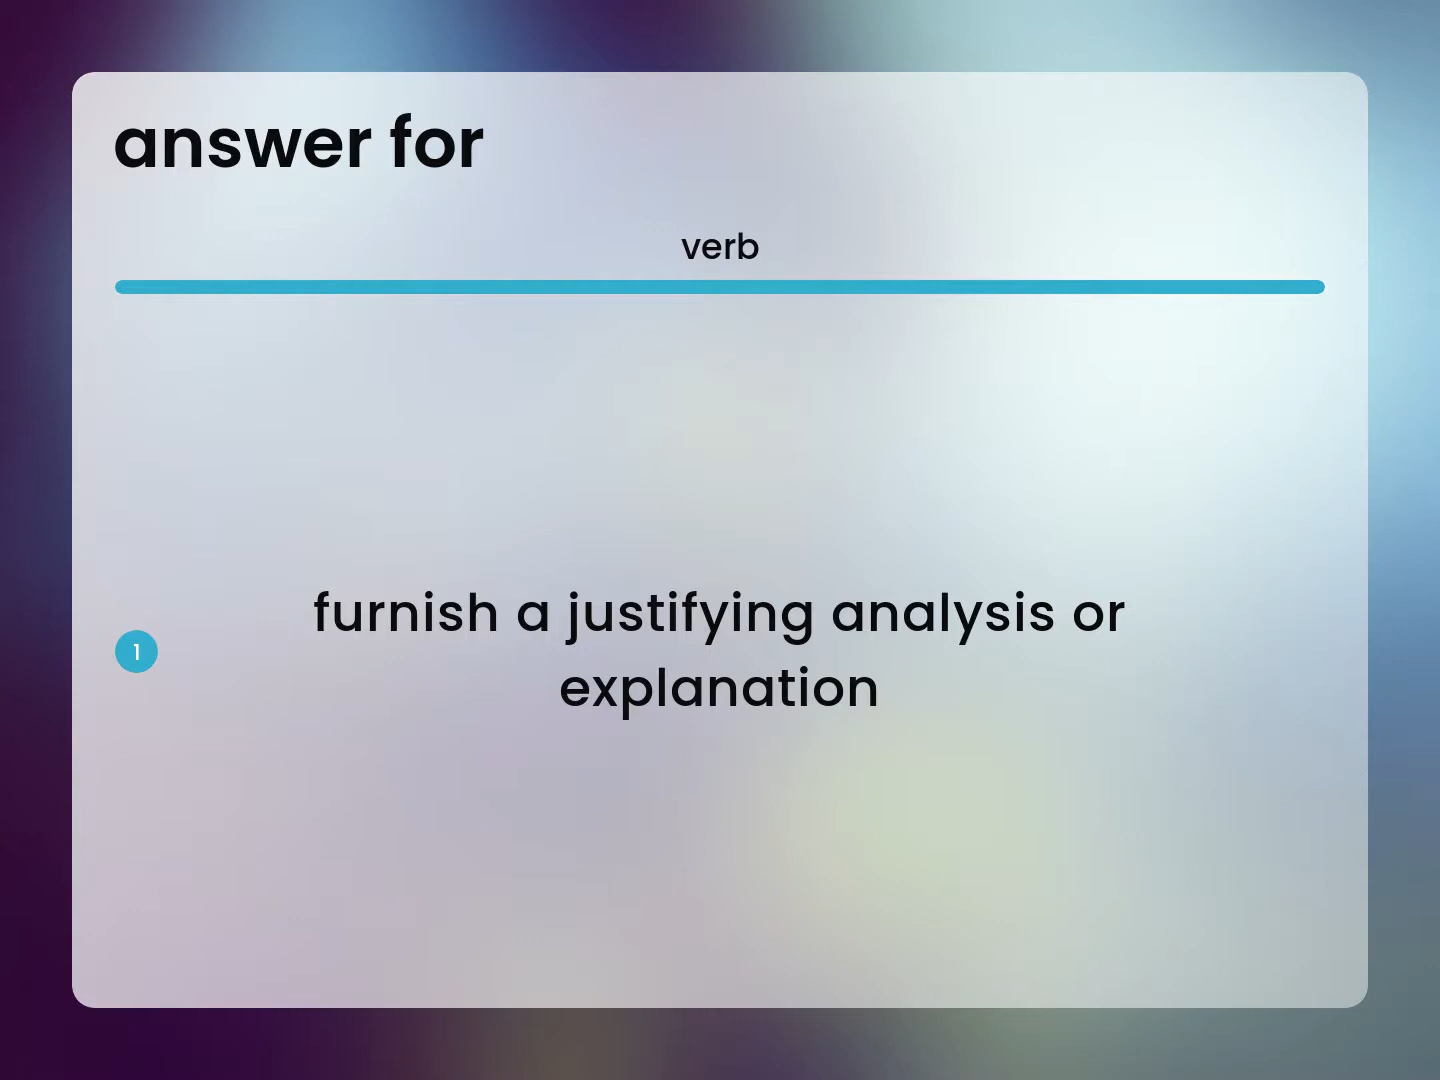 answer for
verb
furnish a justifying analysis or
1
explanation